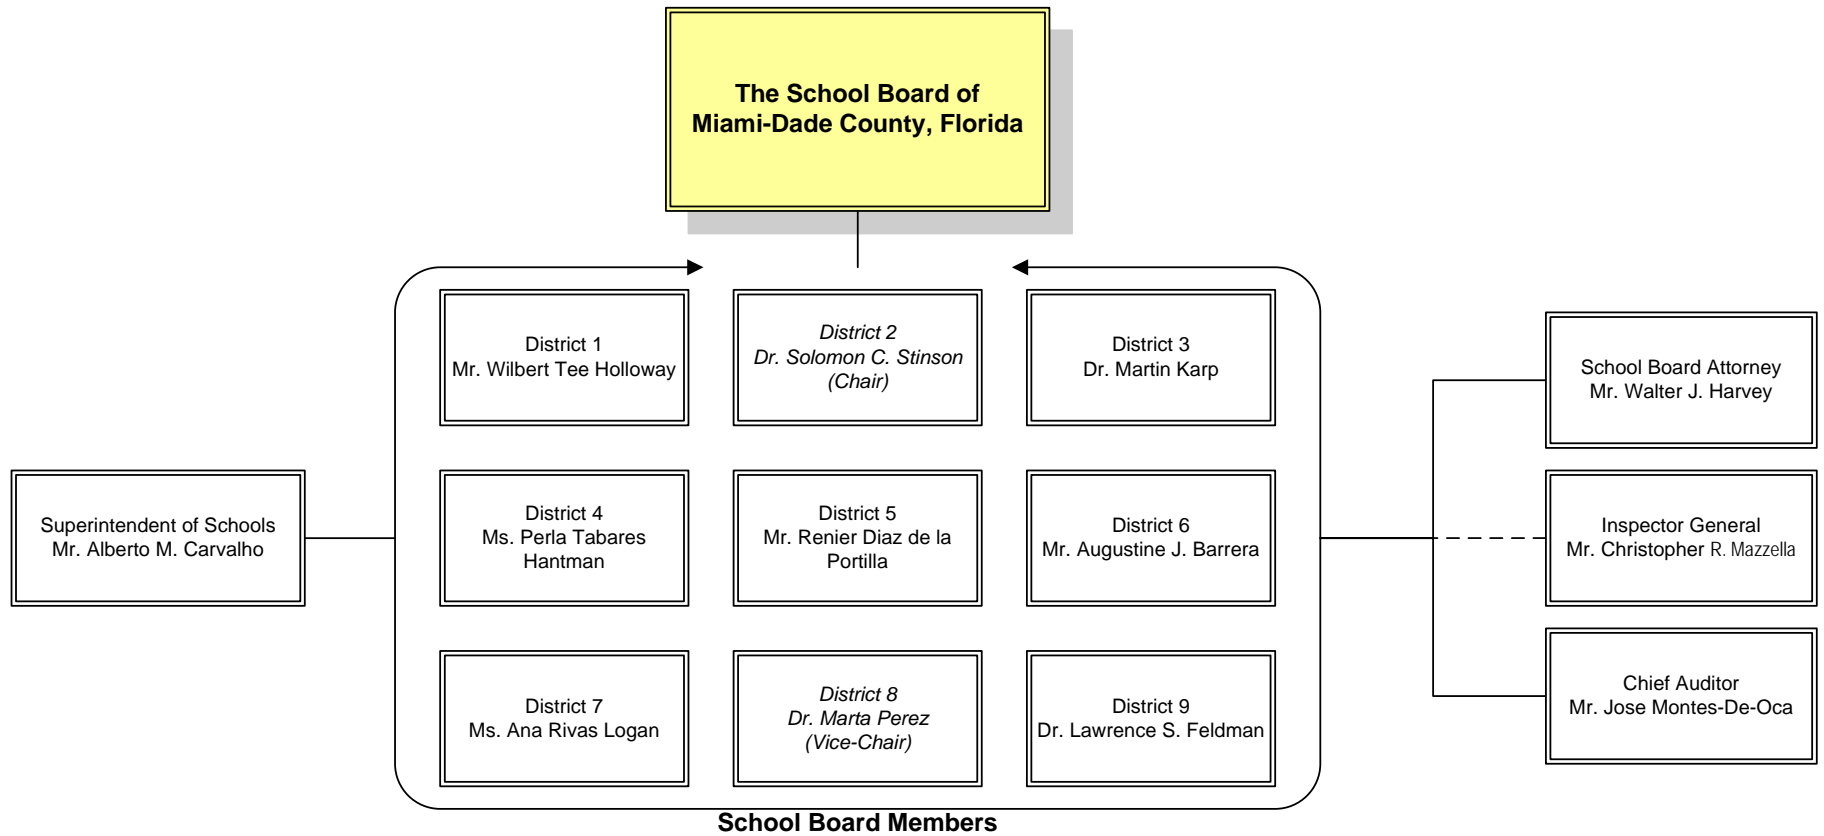 The School Board of
Miami-Dade County, Florida
District 1
Mr. Wilbert Tee Holloway
District 2
Dr. Solomon C. Stinson
(Chair)
District 3
Dr. Martin Karp
School Board Attorney
Mr. Walter J. Harvey
Superintendent of Schools
Mr. Alberto M. Carvalho
District 4
Ms. Perla Tabares
Hantman
District 5
Mr. Renier Diaz de la
Portilla
District 6
Mr. Augustine J. Barrera
Inspector General
Mr. Christopher R. Mazzella
District 7
Ms. Ana Rivas Logan
District 8
Dr. Marta Perez
(Vice-Chair)
District 9
Dr. Lawrence S. Feldman
Chief Auditor
Mr. Jose Montes-De-Oca
School Board Members